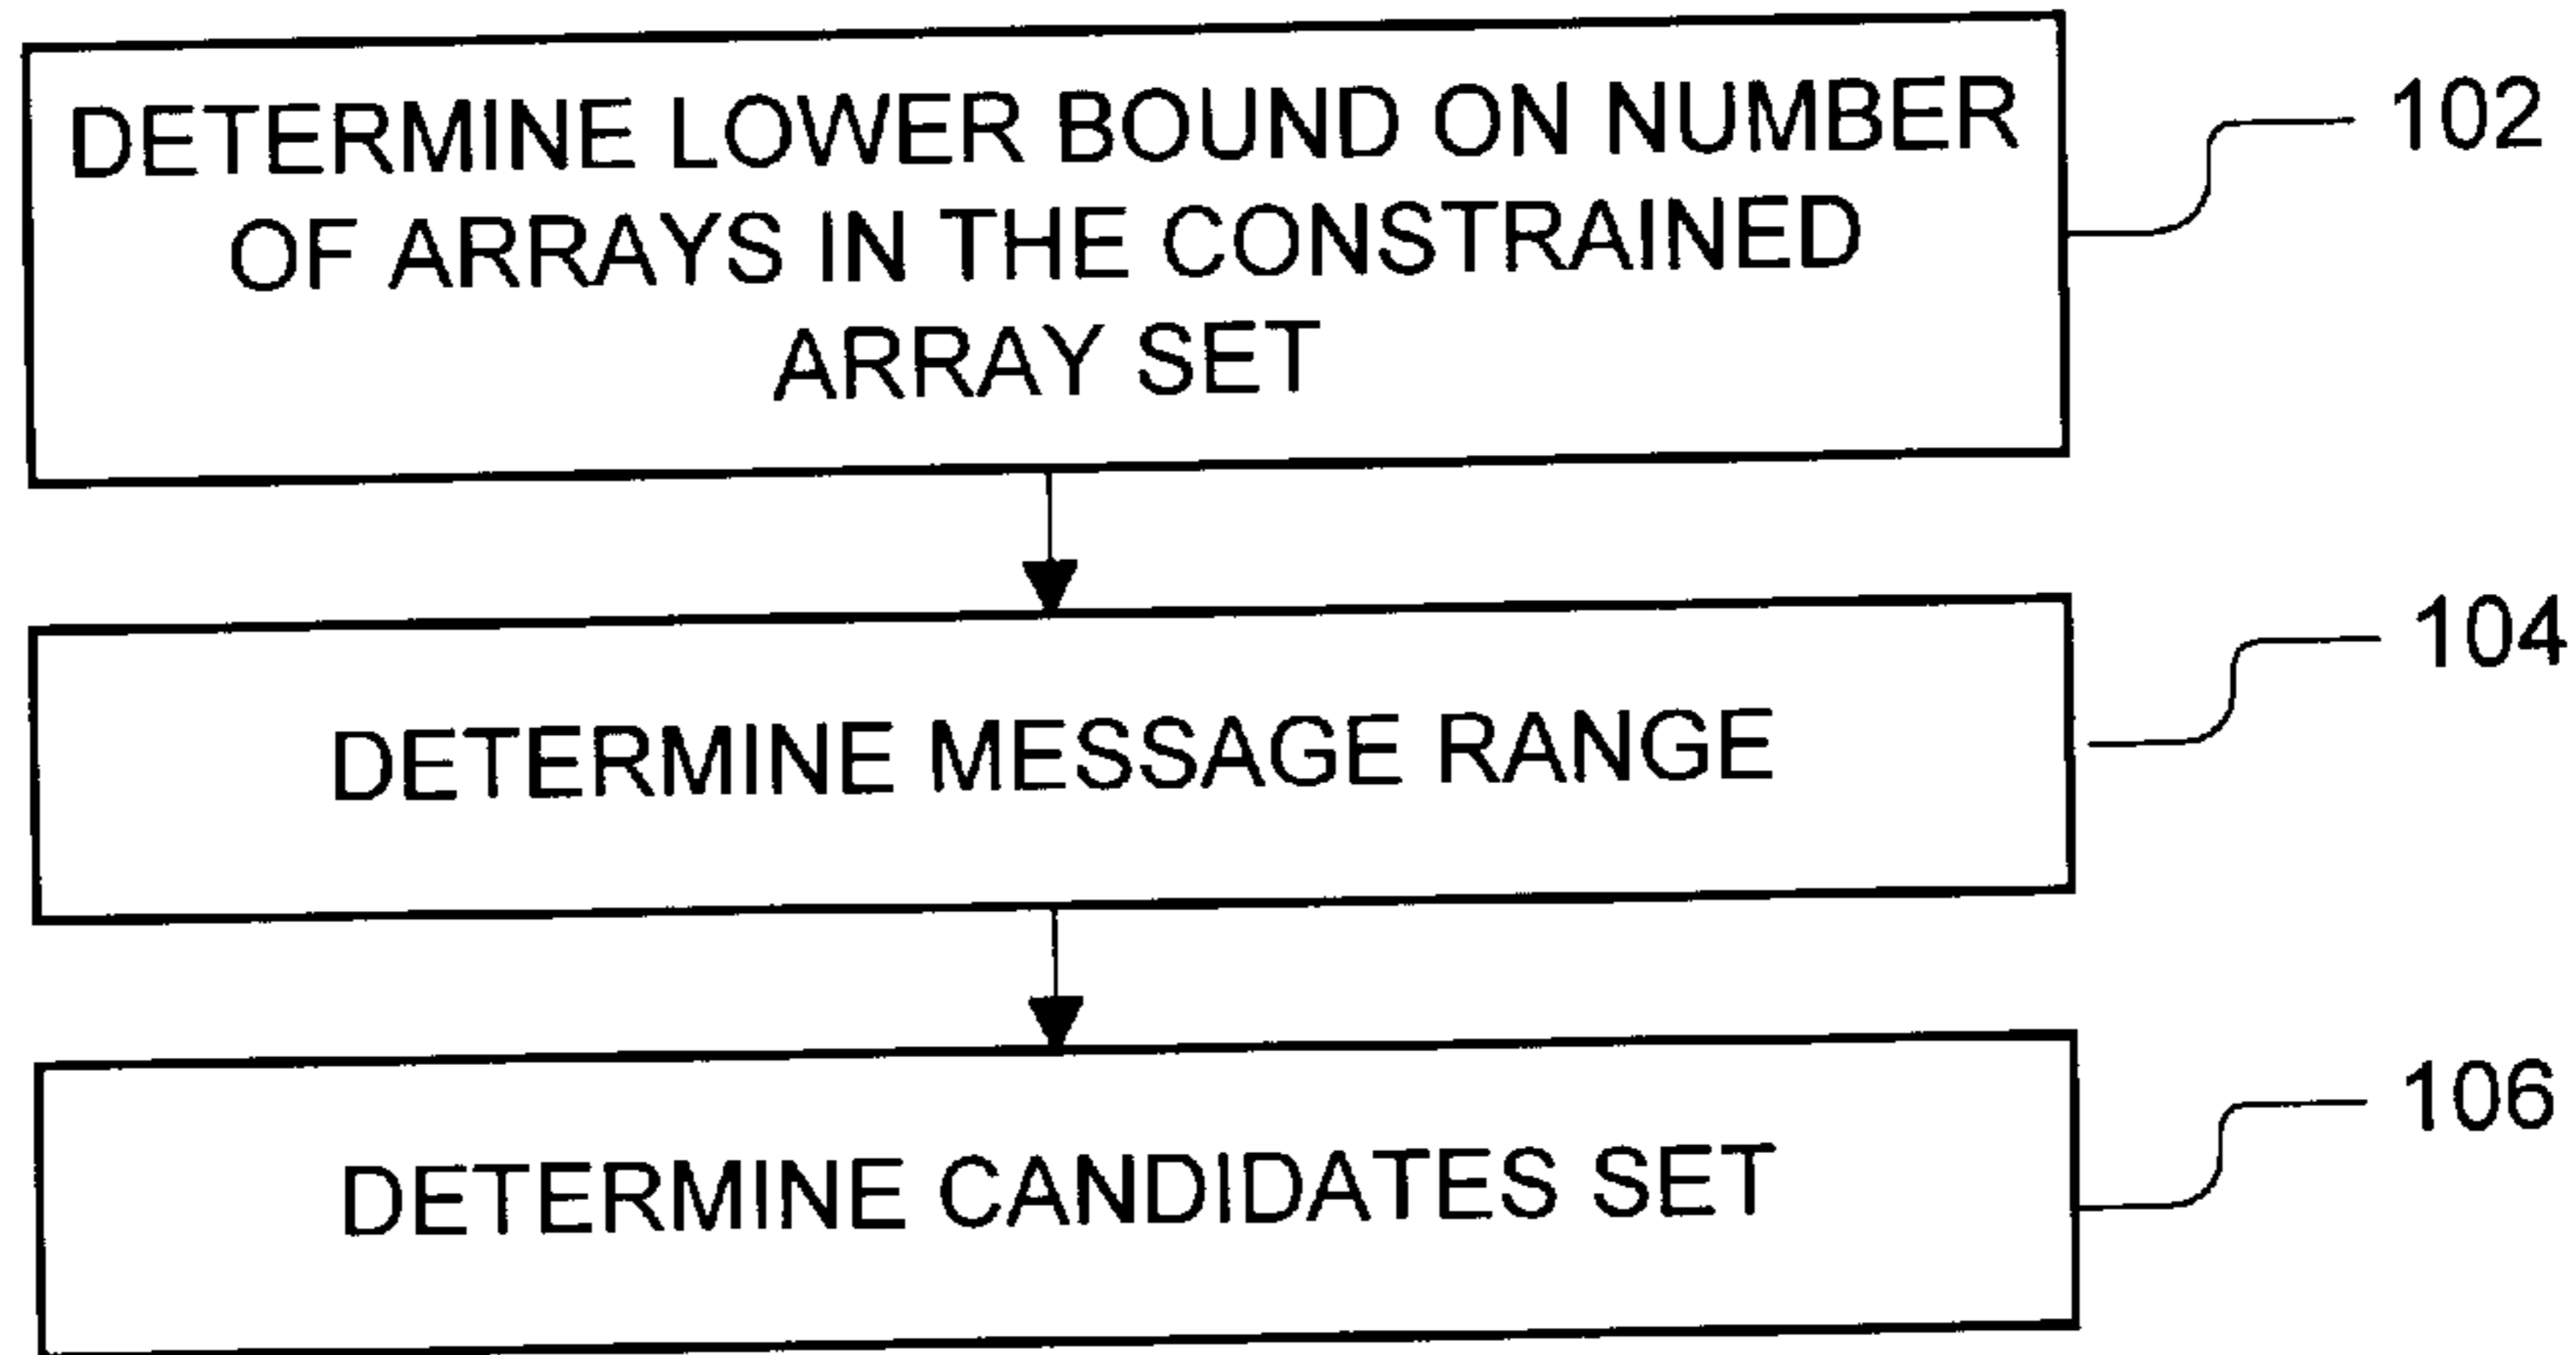 DETERMINE LOWER BOUND ON NUMBER
OF ARRAYS IN THE CONSTRAINED
ARRAY SET
102
DETERMINE MESSAGE RANGE
104
DETERMINE CANDIDATES SET
106